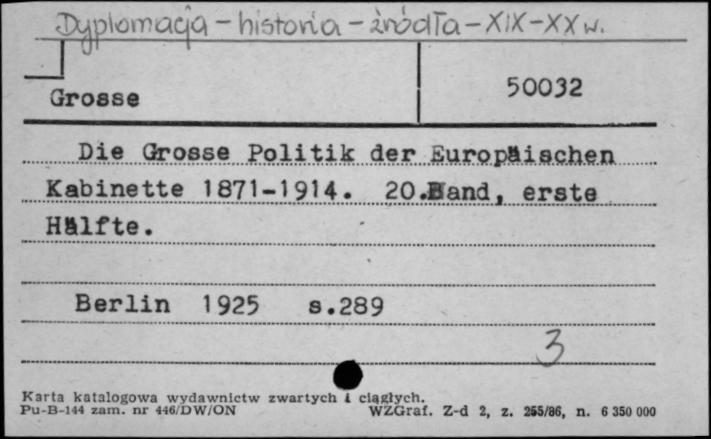 Dyplomacja – historia – źródła – XIX–XX w.
Grosse
50032
Die Grosse Politik der Europäischen
Kabinette 1871-1914. 20.Band, erste
Hälfte.
Berlin 1925 s.289
3
Karta katalogowa wydawnictw zwartych i ciągłych.
Pu-B-144 zam. nr 446/DW/ON WZGraf. Z-d 2, z. 255/86, n. 6 350 000